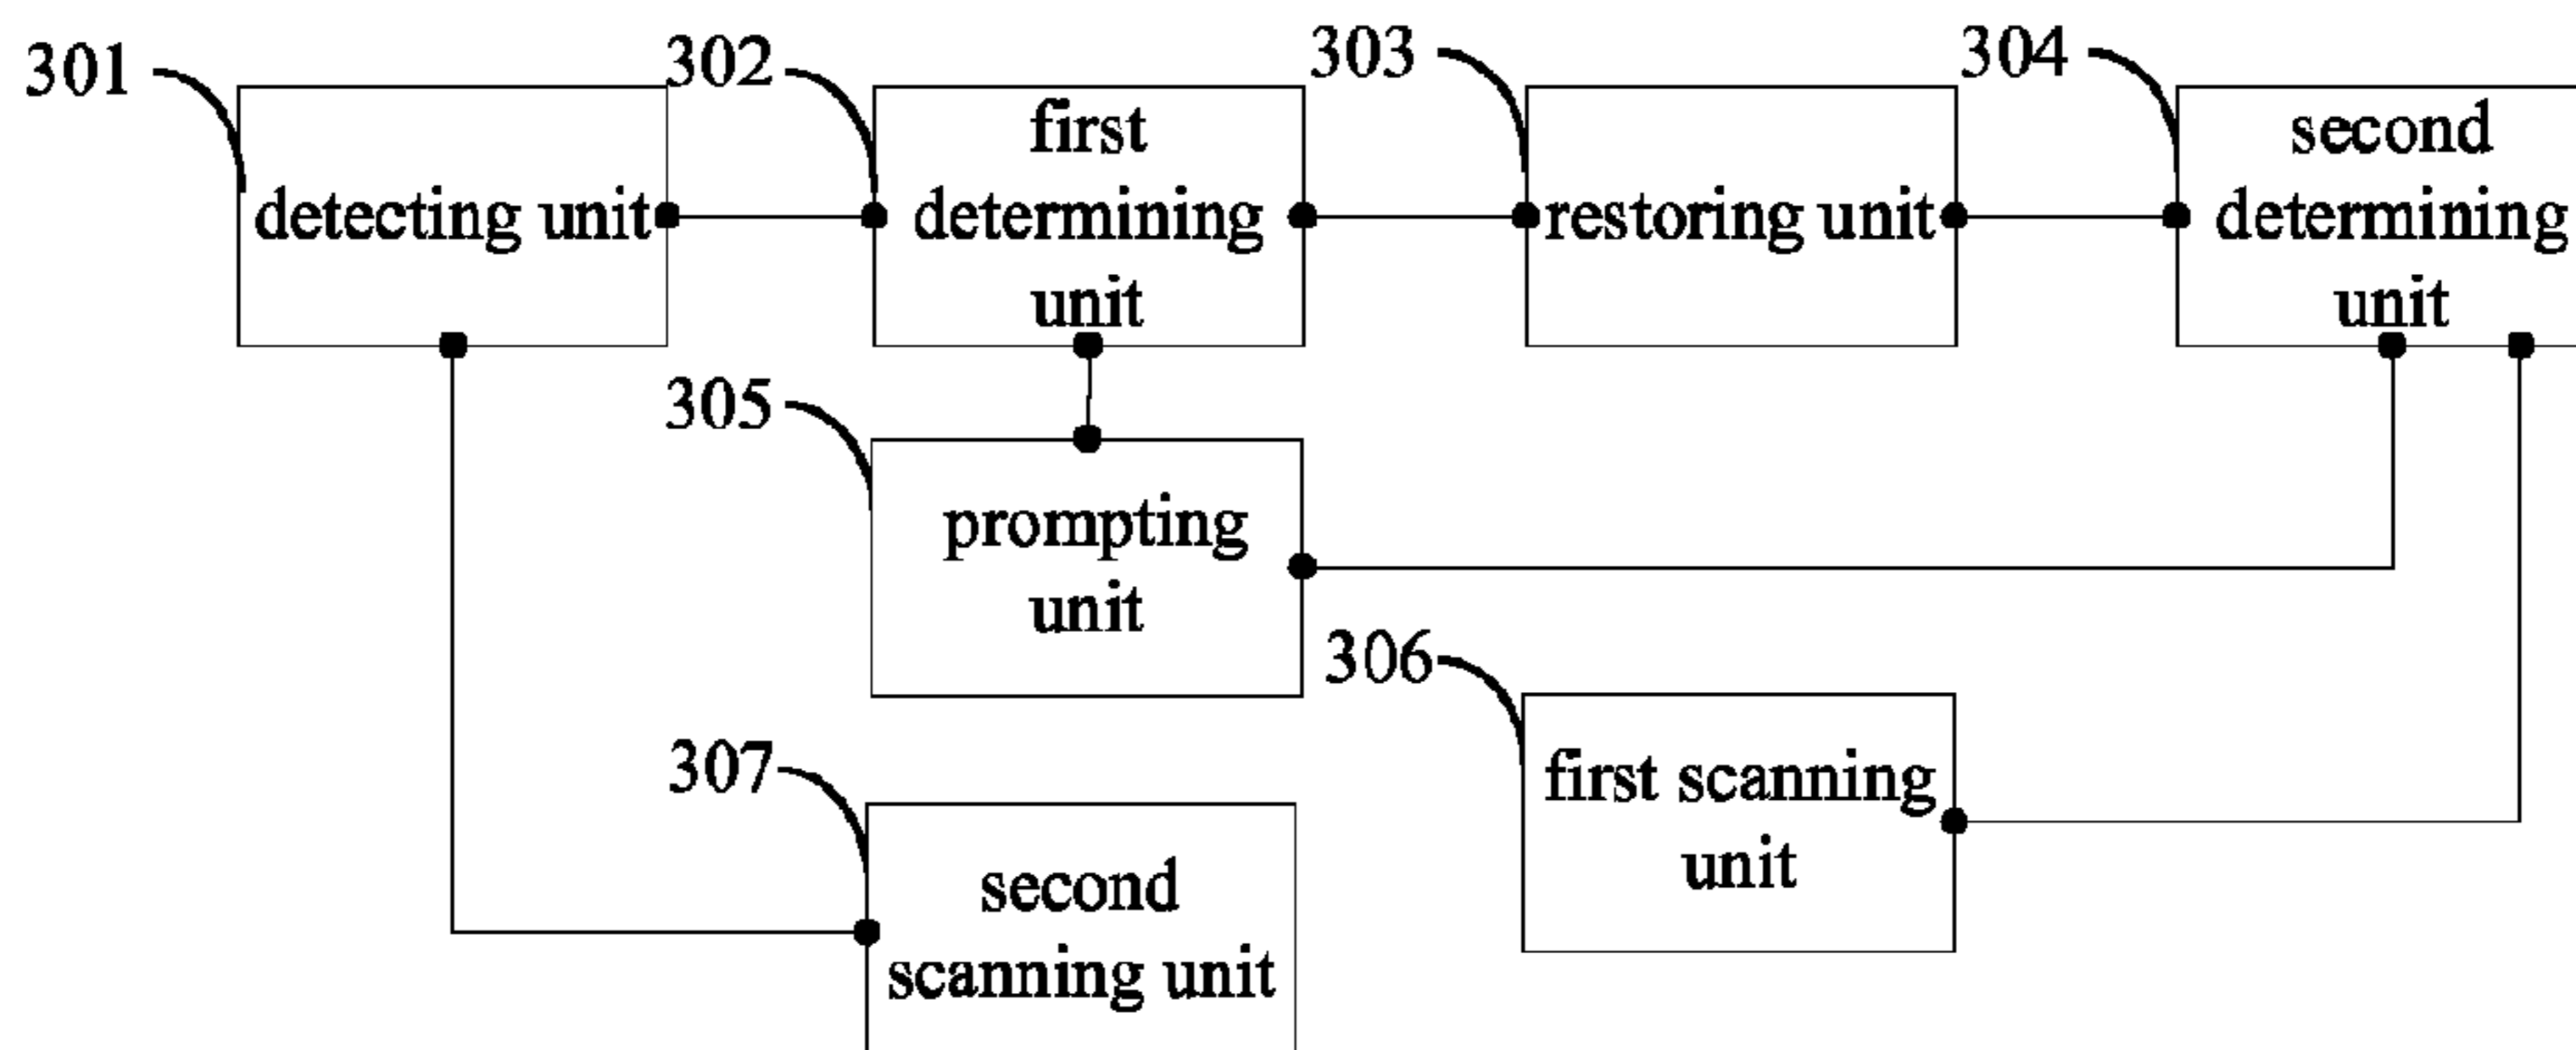 301
302
303
304
detecting unit
first
determining
unit
restoring unit
second
determining
unit
305
prompting
unit
306
first scanning
unit
307
second
scanning unit